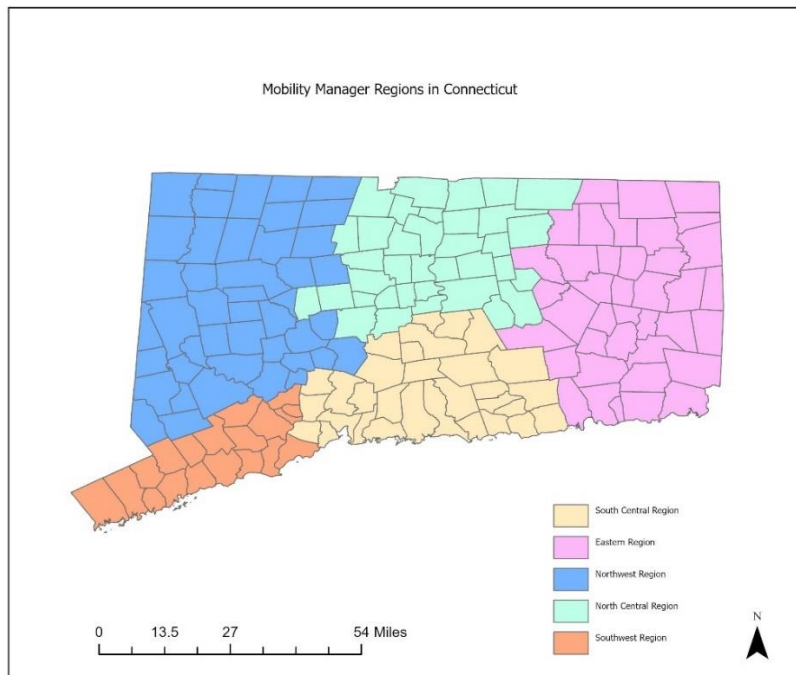 Mobility Manager Regions in Connecticut
South Central Region
Eastern Region
Northwest Region
North Central Region
Southwest Region
0 13.5 27 54 Miles
N